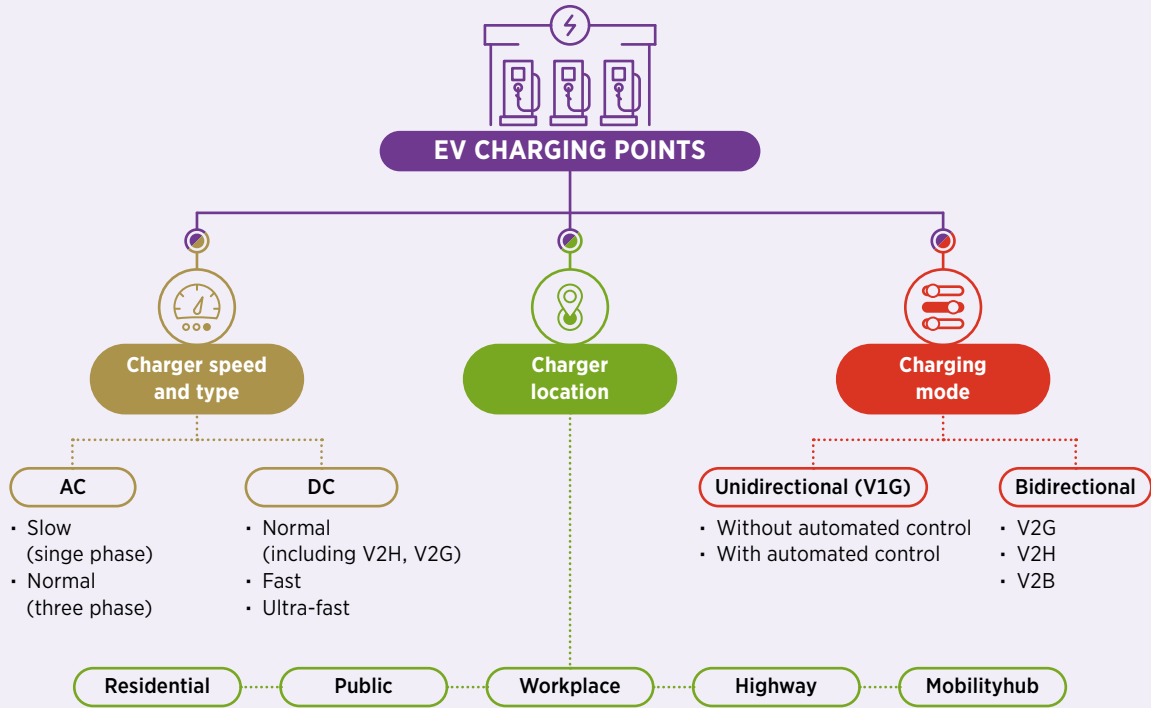 EV CHARGING POINTS
Charger speed
and type
Charger
location
Charging
mode
AC
· Slow
(singe phase)
· Normal
(three phase)
DC
· Normal
(including V2H, V2G)
· Fast
· Ultra-fast
Unidirectional (V1G)
· Without automated control
· With automated control
Bidirectional
· V2G
· V2H
· V2B
Residential
Public
Workplace
Highway
Mobilityhub